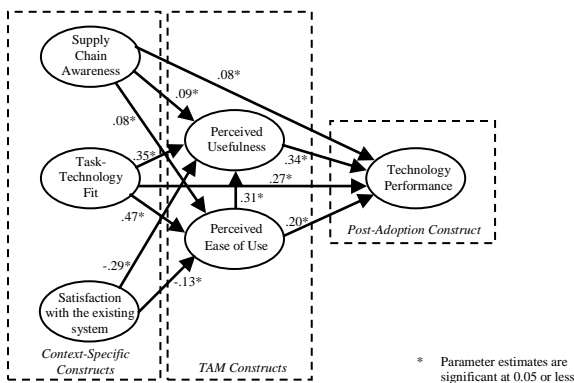 Supply
Chain
Awareness
.08*
.09*
.08*
Perceived
Usefulness
Task-
Technology
Fit
.35*
.34*
.27*
Technology
Performance
.47*
.31*
Perceived
Ease of Use
.20*
Post-Adoption Construct
-.29*
-.13*
Satisfaction
with the existing
system
Context-Specific
Constructs
TAM Constructs
* Parameter estimates are
significant at 0.05 or less